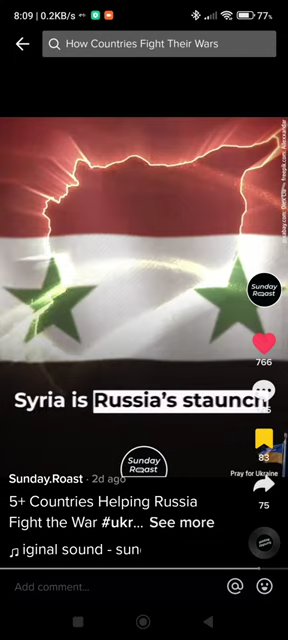 8:09 | 0.2KB/s
77%
How Countries Fight Their Wars
Sunday
Roast
766
Syria is Russia's staunch
83
Sunday
Roast
Pray for Ukraine
Sunday.Roast · 2d ago
75
5+ Countries Helping Russia
Fight the War #ukr... See more
iginal sound - sun
Add comment...